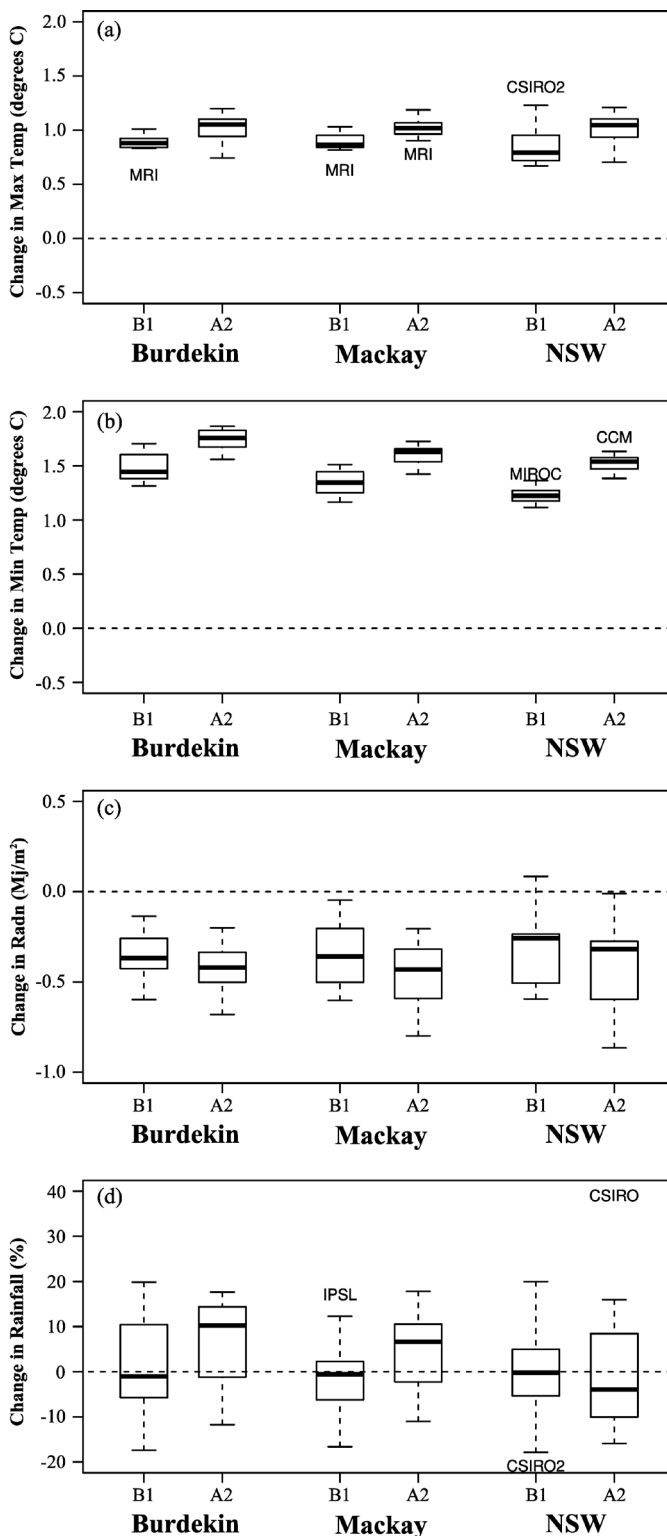 (a)
Change in Max Temp (degrees C)
2.0
1.5
1.0
0.5
0.0
-0.5
CSIRO2
MRI
MRI
MRI
B1 A2 B1 A2 B1 A2
Burdekin Mackay NSW
(b)
Change in Min Temp (degrees C)
2.0
1.5
1.0
0.5
0.0
-0.5
CCM
MIROC
B1 A2 B1 A2 B1 A2
Burdekin Mackay NSW
(c)
Change in Radn (Mj/m²)
0.5
0.0
-0.5
-1.0
B1 A2 B1 A2 B1 A2
Burdekin Mackay NSW
(d)
Change in Rainfall (%)
40
30
20
10
0
-10
-20
CSIRO
IPSL
CSIRO2
B1 A2 B1 A2 B1 A2
Burdekin Mackay NSW